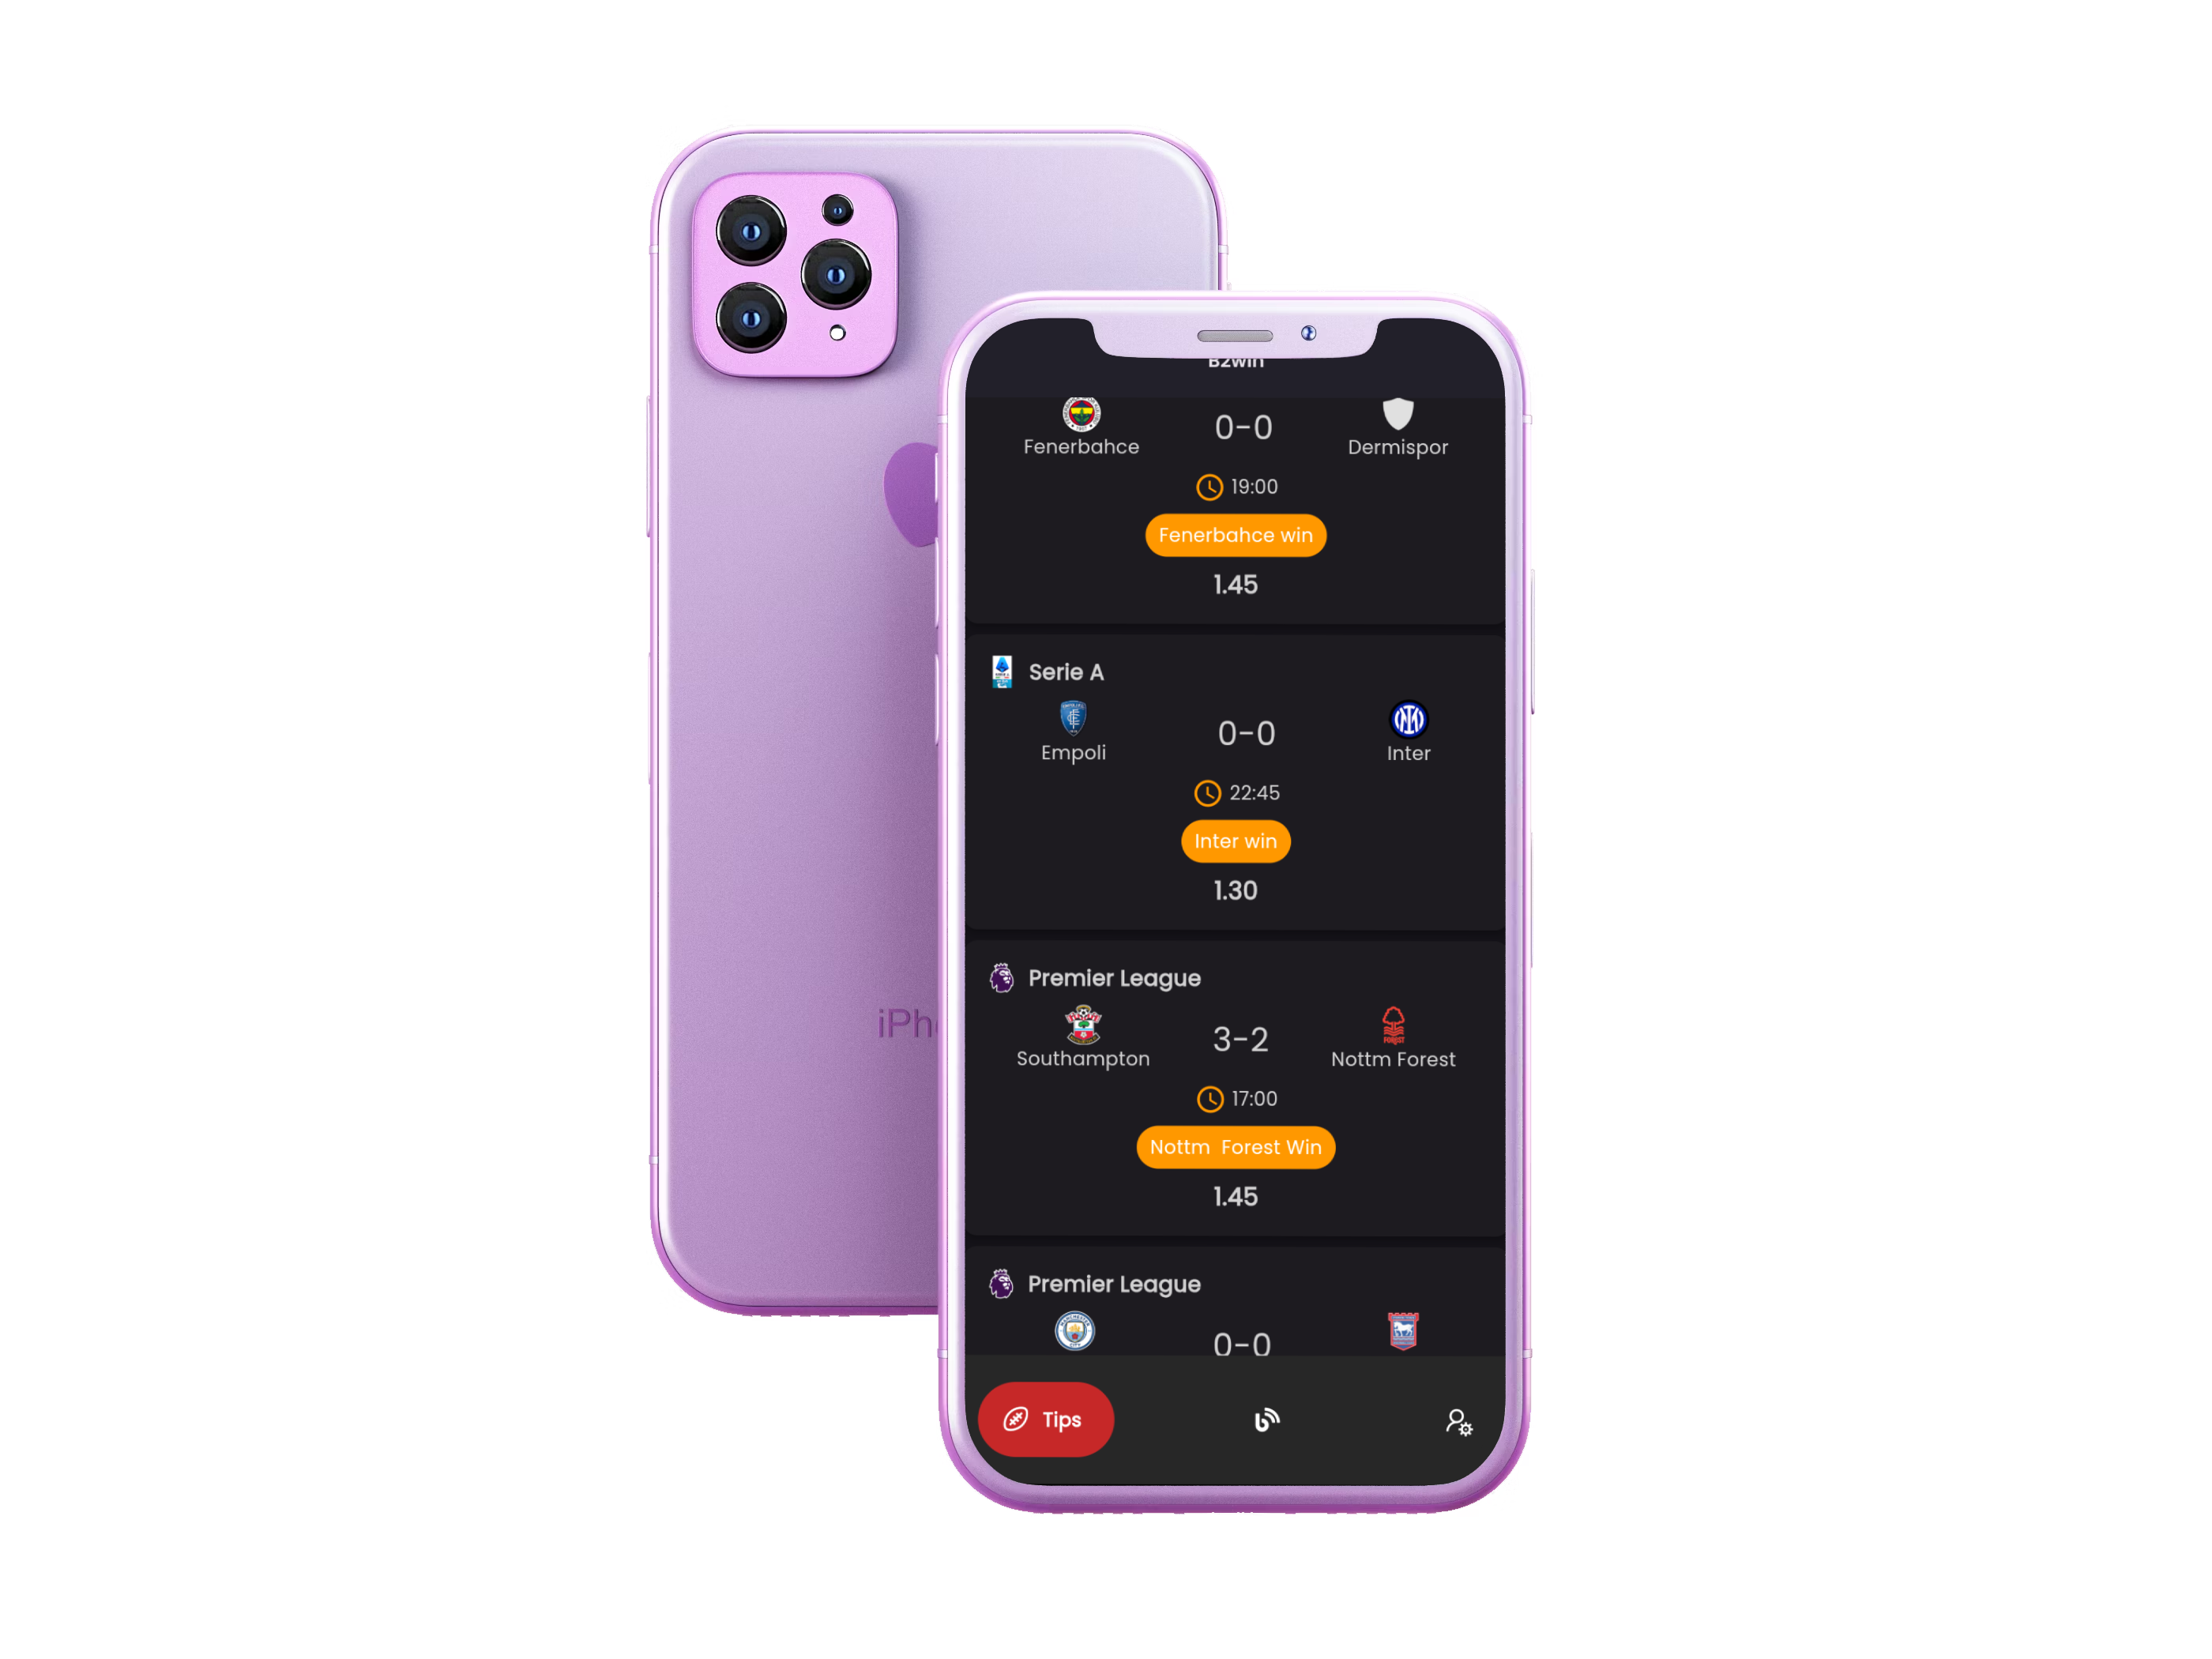 B2win
0-0
Fenerbahce
Dermispor
19:00
Fenerbahce win
1.45
Serie A
0-0
Empoli
Inter
22:45
Inter win
1.30
Premier League
3-2
Southampton
Nottm Forest
17:00
Nottm  Forest Win
1.45
Premier League
0-0
Tips
iPh